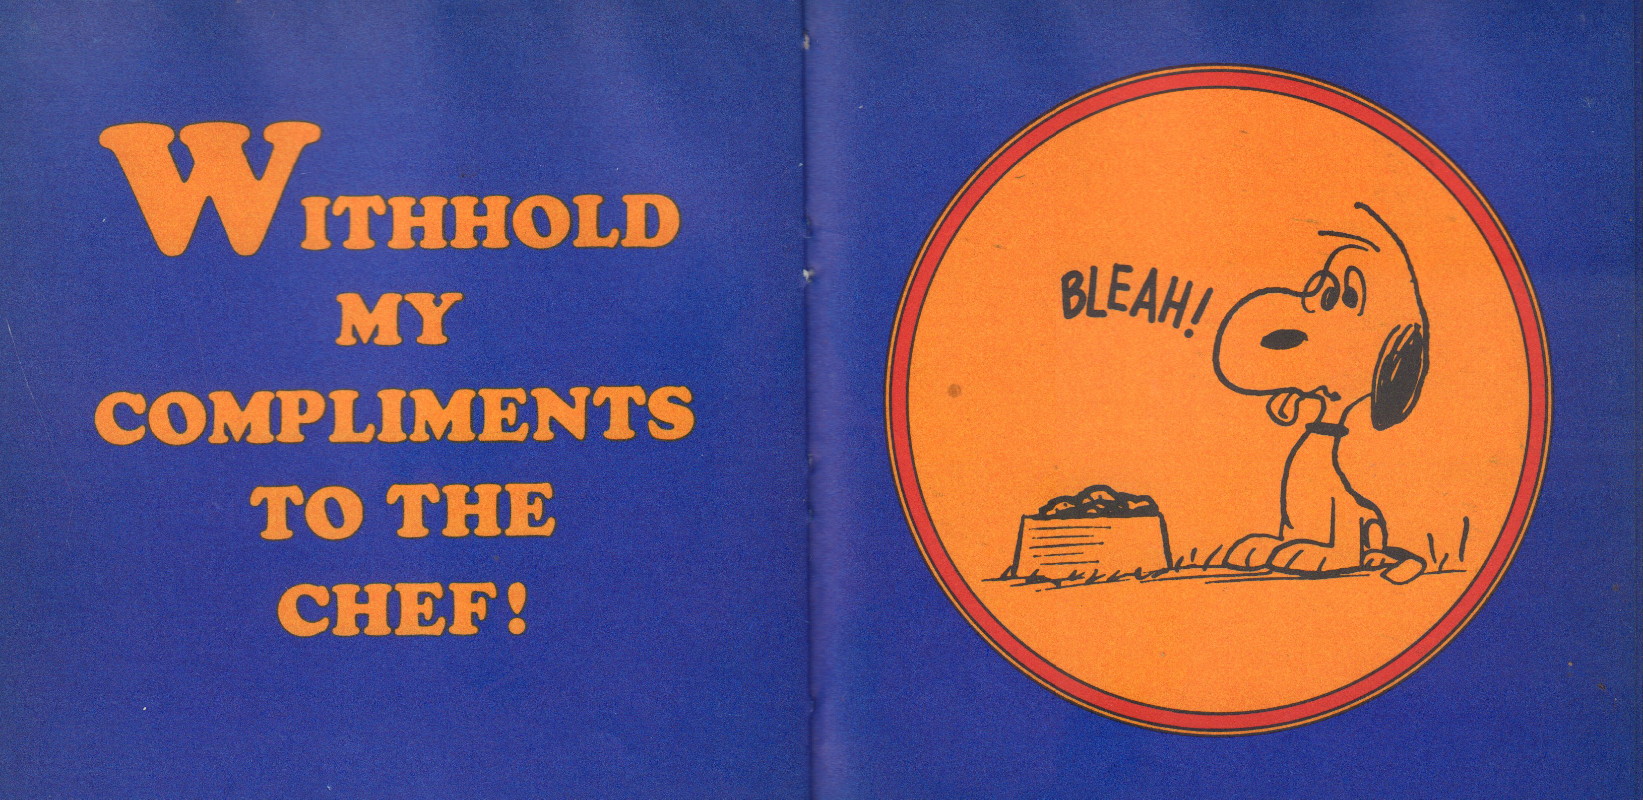 WITHHOLD
MY
COMPLIMENTS
TO THE
CHEF!
BLEAH!